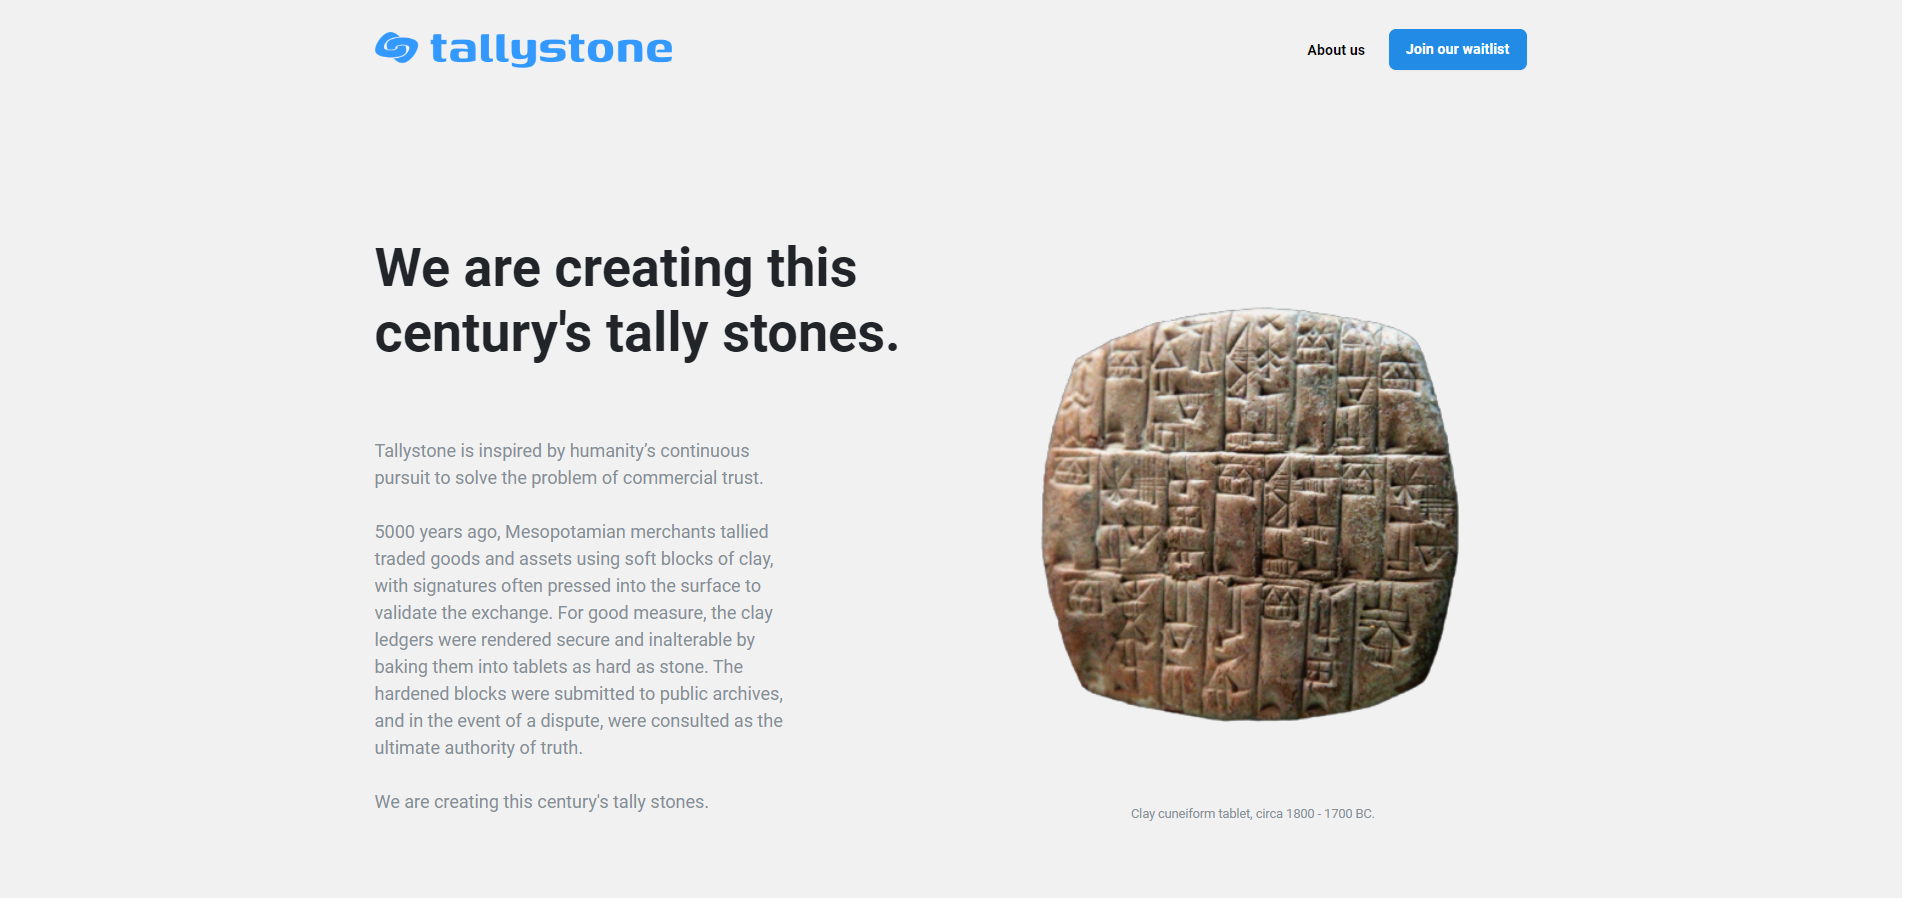 tallystone
About us
Join our waitlist
We are creating this
century's tally stones.
Tallystone is inspired by humanity’s continuous
pursuit to solve the problem of commercial trust.
5000 years ago, Mesopotamian merchants tallied
traded goods and assets using soft blocks of clay,
with signatures often pressed into the surface to
validate the exchange. For good measure, the clay
ledgers were rendered secure and inalterable by
baking them into tablets as hard as stone. The
hardened blocks were submitted to public archives,
and in the event of a dispute, were consulted as the
ultimate authority of truth.
We are creating this century's tally stones.
Clay cuneiform tablet, circa 1800 - 1700 BC.